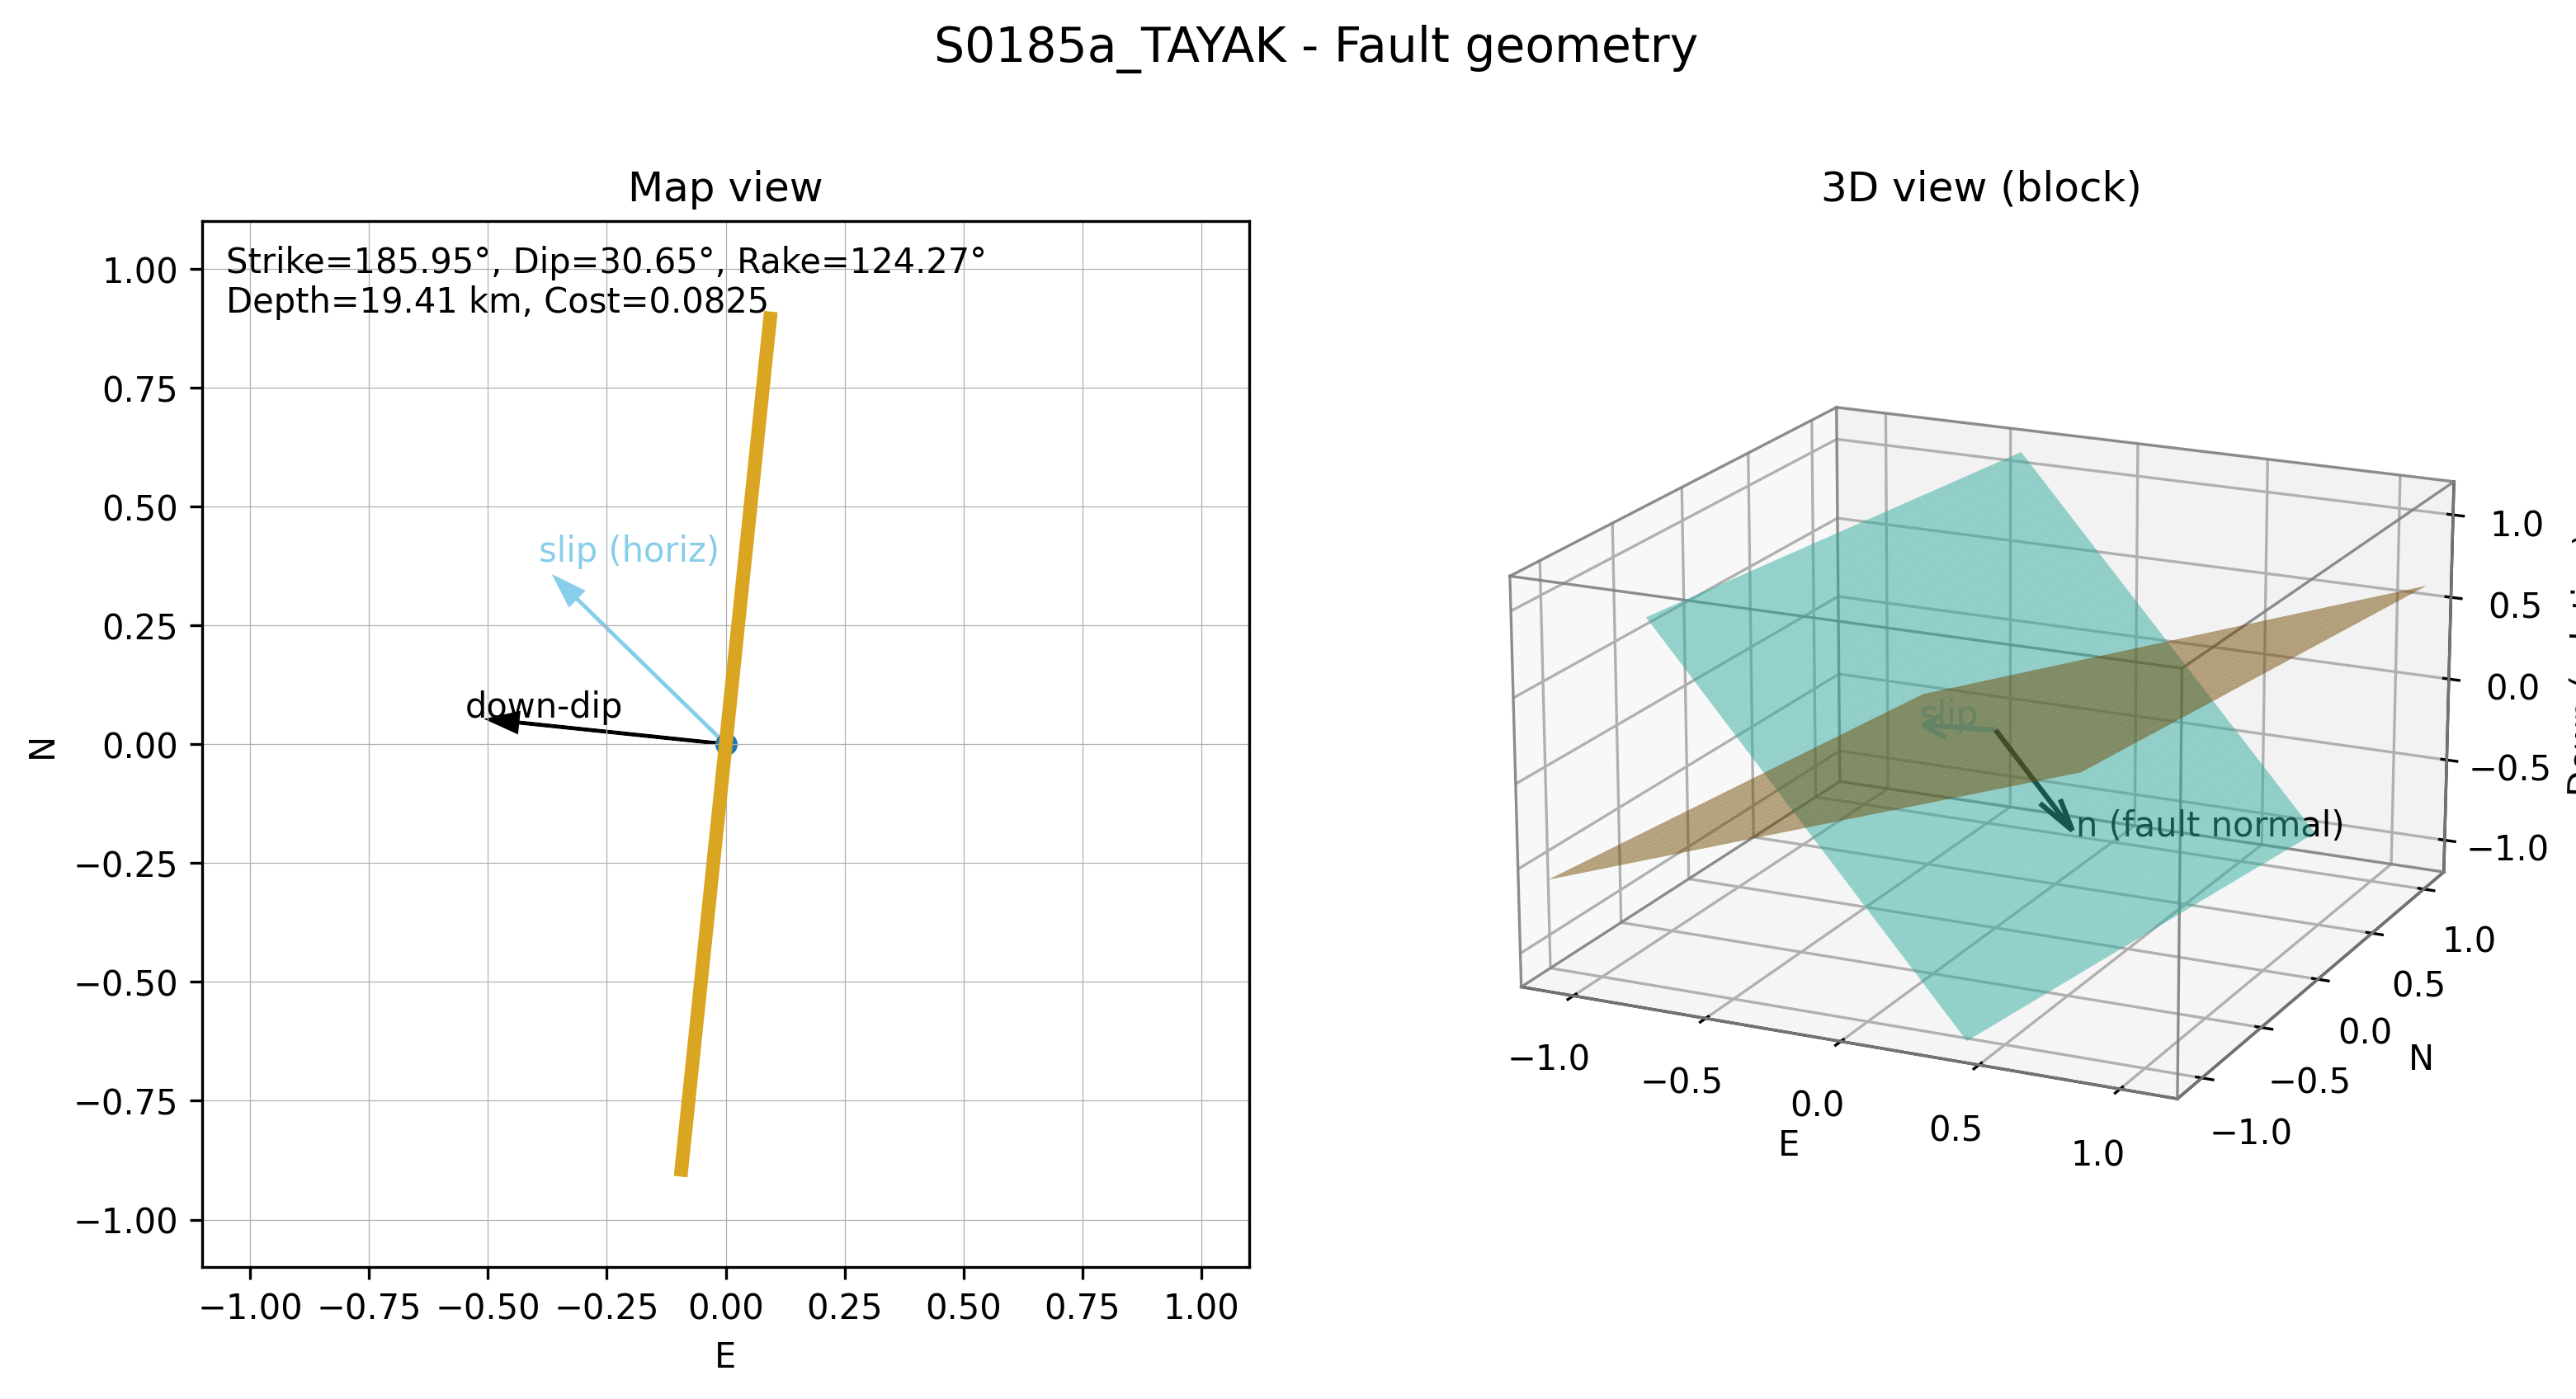 S0185a_TAYAK - Fault geometry
Map view
Strike=185.95°, Dip=30.65°, Rake=124.27°
Depth=19.41 km, Cost=0.0825
slip (horiz)
down-dip
1.00
0.75
0.50
0.25
0.00
−0.25
−0.50
−0.75
−1.00
N
−1.00 −0.75 −0.50 −0.25 0.00 0.25 0.50 0.75 1.00
E
3D view (block)
slip
n (fault normal)
1.0
0.5
0.0
−0.5
−1.0
1.0
0.5
0.0
−0.5
−1.0
N
−1.0
−0.5
0.0
0.5
1.0
E